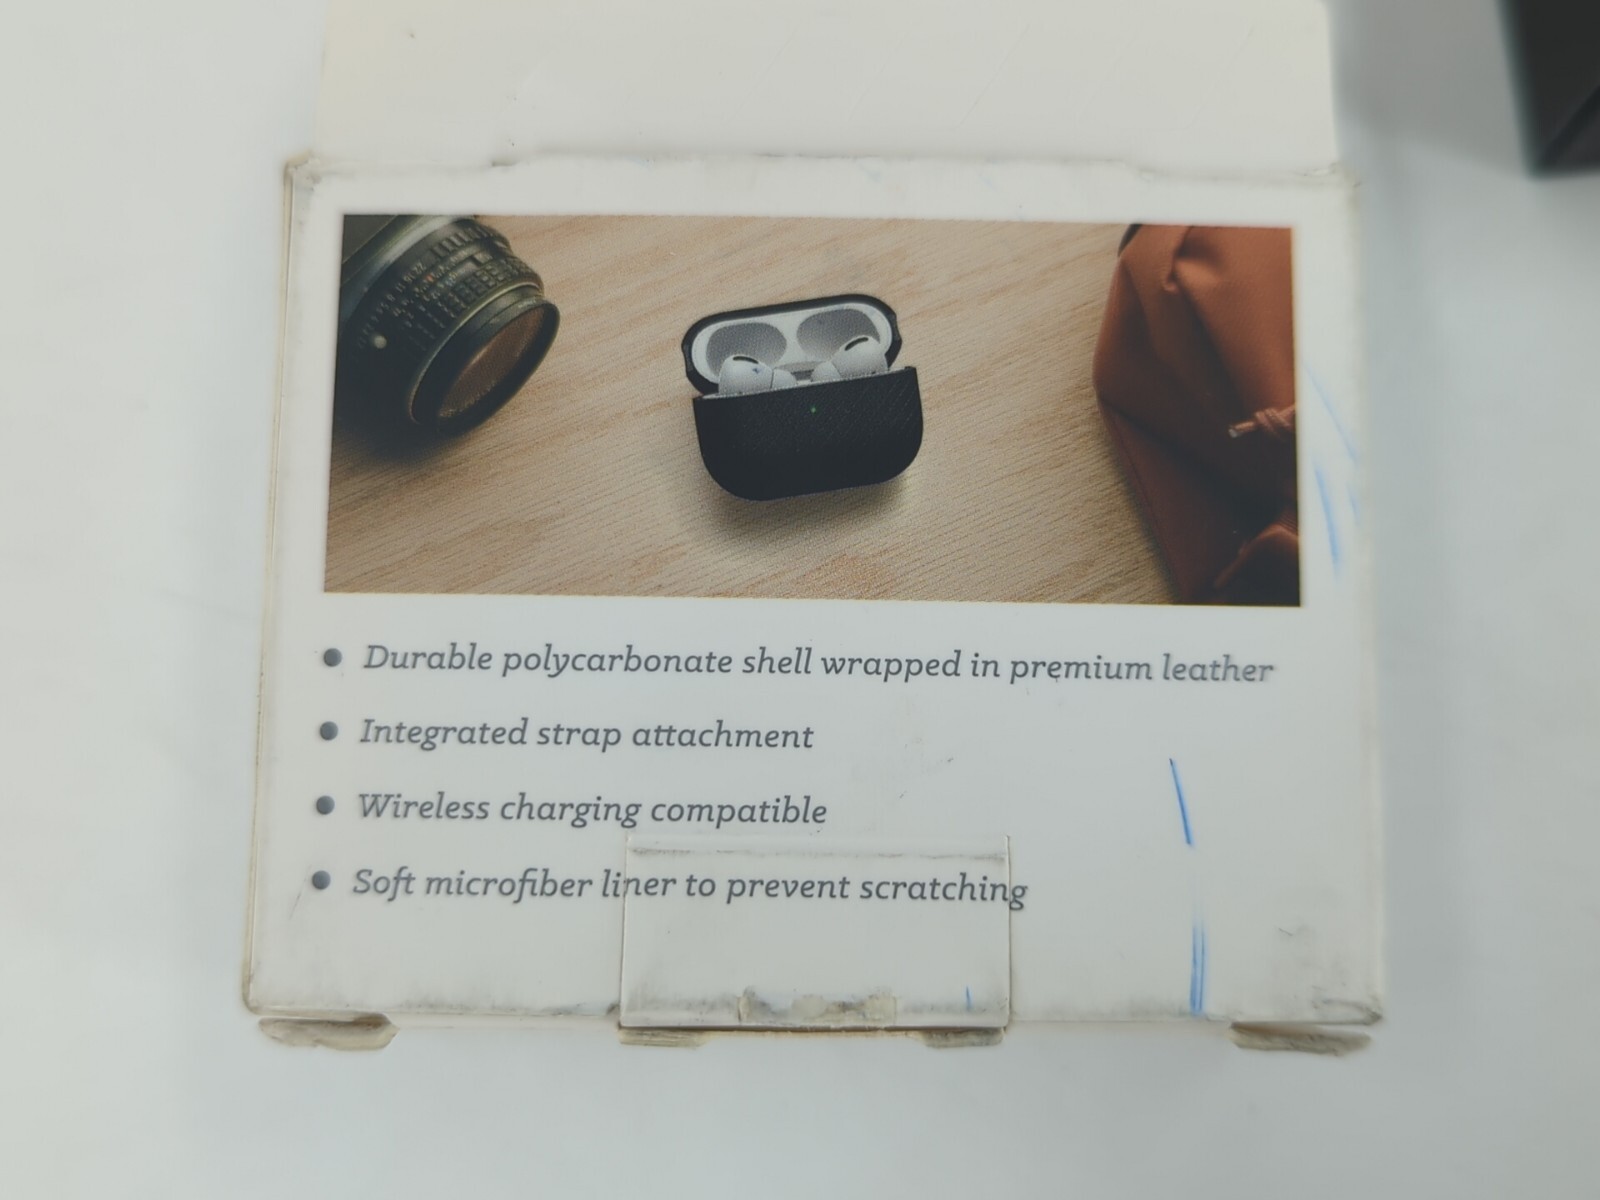 Durable polycarbonate shell wrapped in premium leather
Integrated strap attachment
Wireless charging compatible
Soft microfiber liner to prevent scratching